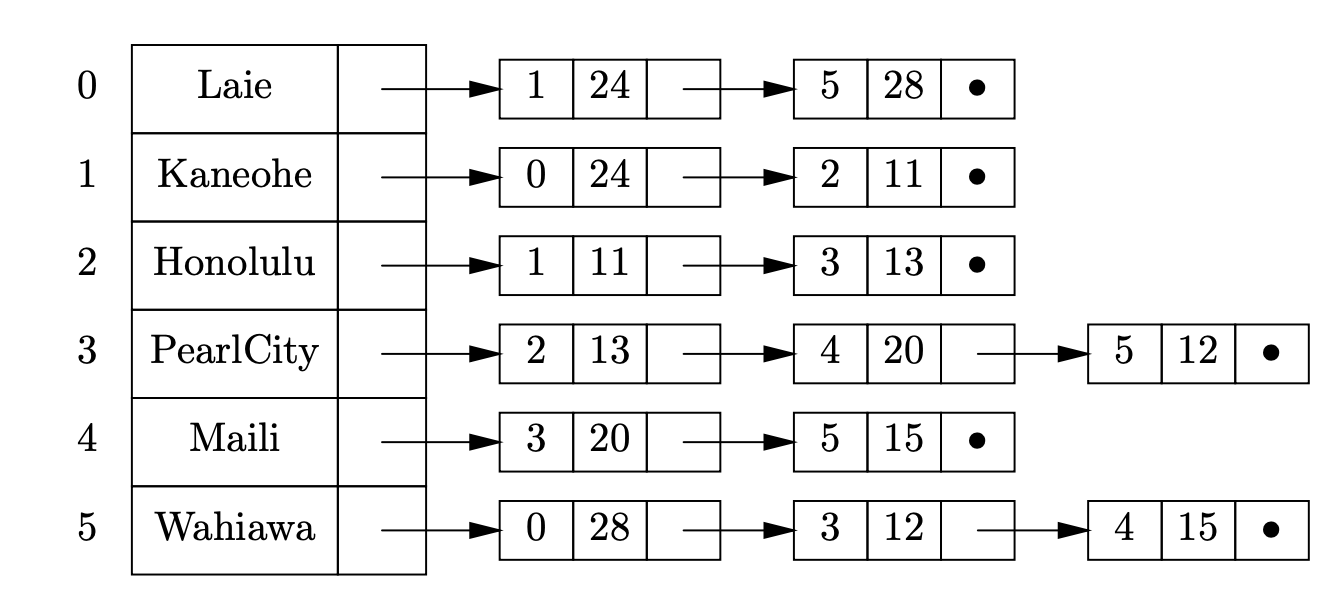 0 Laie 1 24 5 28 •
1 Kaneohe 0 24 2 11 •
2 Honolulu 1 11 3 13 •
3 PearlCity 2 13 4 20 5 12 •
4 Maili 3 20 5 15 •
5 Wahiawa 0 28 3 12 4 15 •